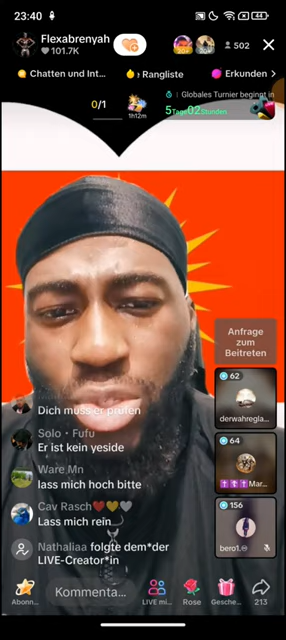 23:40
44
Flexabrenyah
101.7K
502
Chatten und Int...
Rangliste
Erkunden
0/1
1h12m
Globales Turnier beginnt in
5Tage02Stunden
Anfrage
zum
Beitreten
62
derwahregla...
64
Mar...
156
bero1.
Dich muss er prüfen
Solo • Fufu
Er ist kein yeside
Ware Mn
lass mich hoch bitte
Cav Rasch
Lass mich rein
Nathaliaa folgte dem*der
LIVE-Creator*in
Kommenta...
Abonn...
LIVE mi...
Rose
Gesche...
213